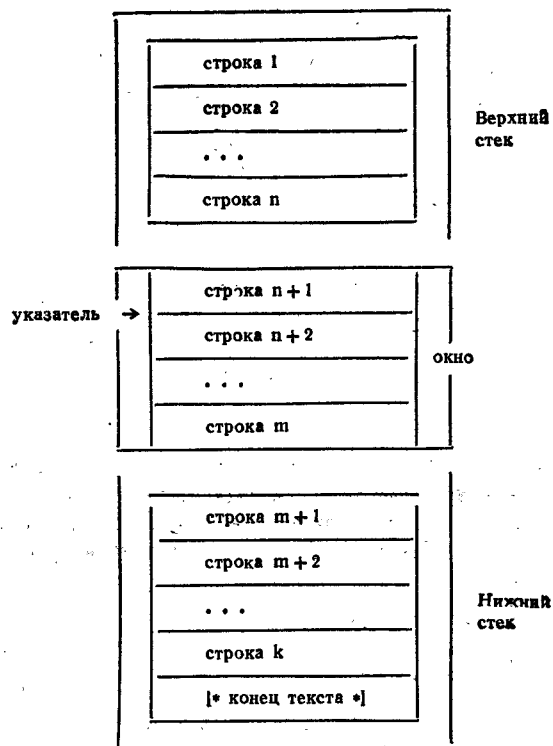 строка 1
строка 2
. . .
строка n
Верхний
стек
указатель →
строка n + 1
строка n + 2
. . .
строка m
окно
строка m + 1
строка m + 2
. . .
строка k
[* конец текста *]
Нижний
стек